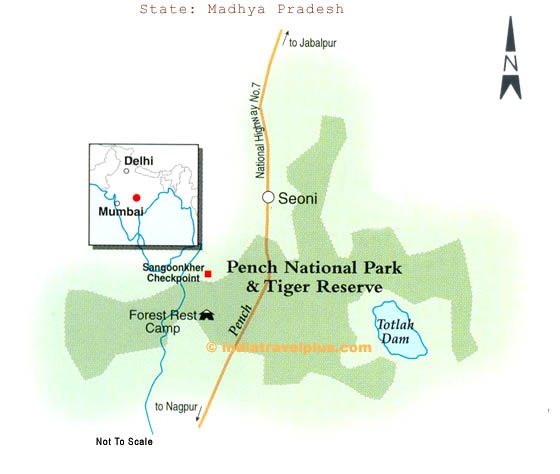 State: Madhya Pradesh
to Jabalpur
N
National Highway No.7
Delhi
Mumbai
Seoni
Sangoonkher
Checkpoint
Pench National Park
& Tiger Reserve
Forest Rest
Camp
Pench
Totlah
Dam
© indiatravelplus.com
to Nagpur
Not To Scale